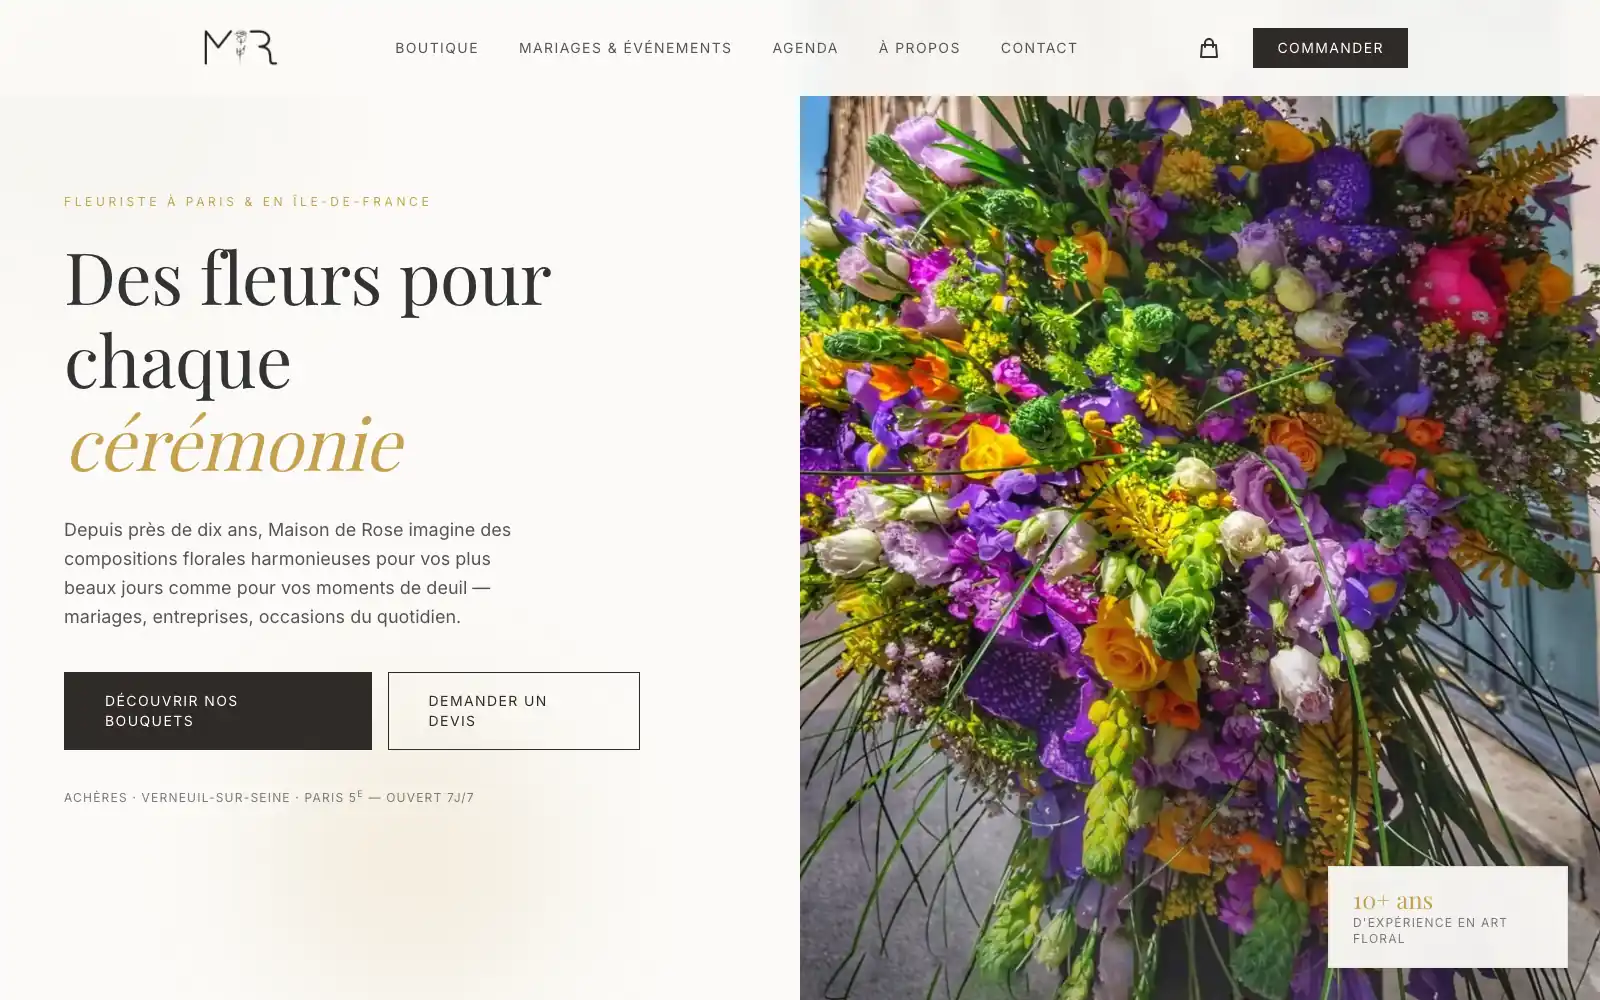 MR
BOUTIQUE
MARIAGES & ÉVÉNEMENTS
AGENDA
À PROPOS
CONTACT
COMMANDER
FLEURISTE À PARIS & EN ÎLE-DE-FRANCE
Des fleurs pour
chaque
cérémonie
Depuis près de dix ans, Maison de Rose imagine des
compositions florales harmonieuses pour vos plus
beaux jours comme pour vos moments de deuil —
mariages, entreprises, occasions du quotidien.
DÉCOUVRIR NOS
BOUQUETS
DEMANDER UN
DEVIS
ACHÈRES · VERNEUIL-SUR-SEINE · PARIS 5E — OUVERT 7J/7
10+ ans
D'EXPÉRIENCE EN ART
FLORAL